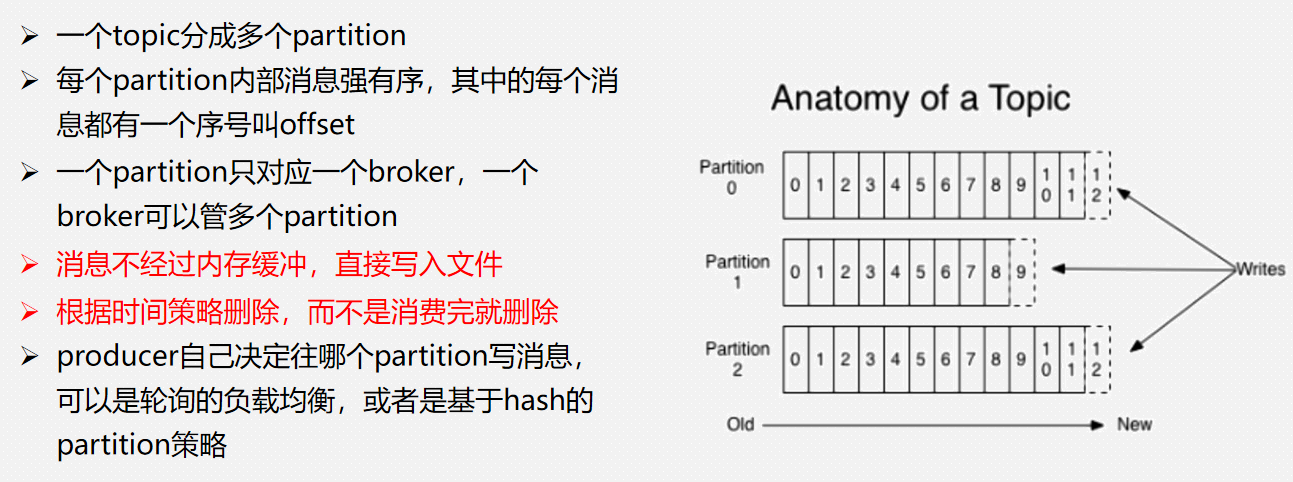 一个topic分成多个partition
每个partition内部消息强有序，其中的每个消
息都有一个序号叫offset
一个partition只对应一个broker，一个
broker可以管多个partition
消息不经过内存缓冲，直接写入文件
根据时间策略删除，而不是消费完就删除
producer自己决定往哪个partition写消息，
可以是轮询的负载均衡，或者是基于hash的
partition策略
Anatomy of a Topic
Partition
0
0 1 2 3 4 5 6 7 8 9 10 11 12
Partition
1
0 1 2 3 4 5 6 7 8 9
Writes
Partition
2
0 1 2 3 4 5 6 7 8 9 10 11 12
Old
New